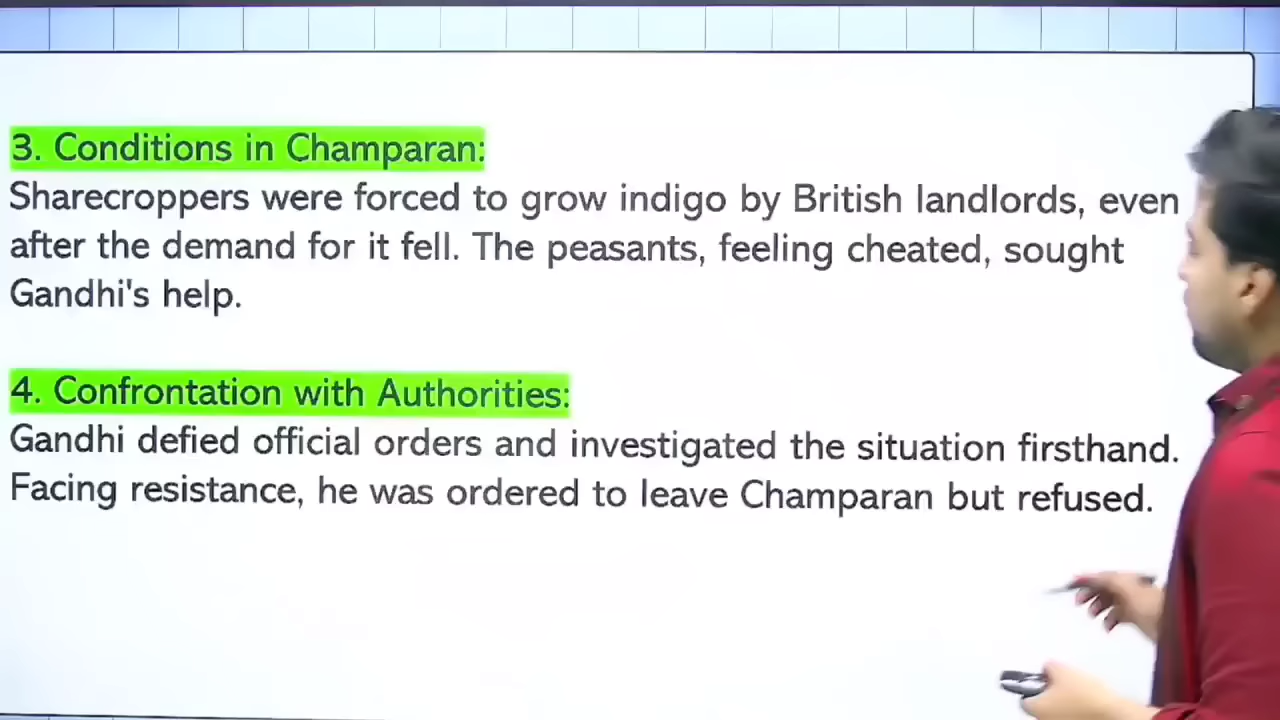 3. Conditions in Champaran:
Sharecroppers were forced to grow indigo by British landlords, even
after the demand for it fell. The peasants, feeling cheated, sought
Gandhi's help.
4. Confrontation with Authorities:
Gandhi defied official orders and investigated the situation firsthand.
Facing resistance, he was ordered to leave Champaran but refused.